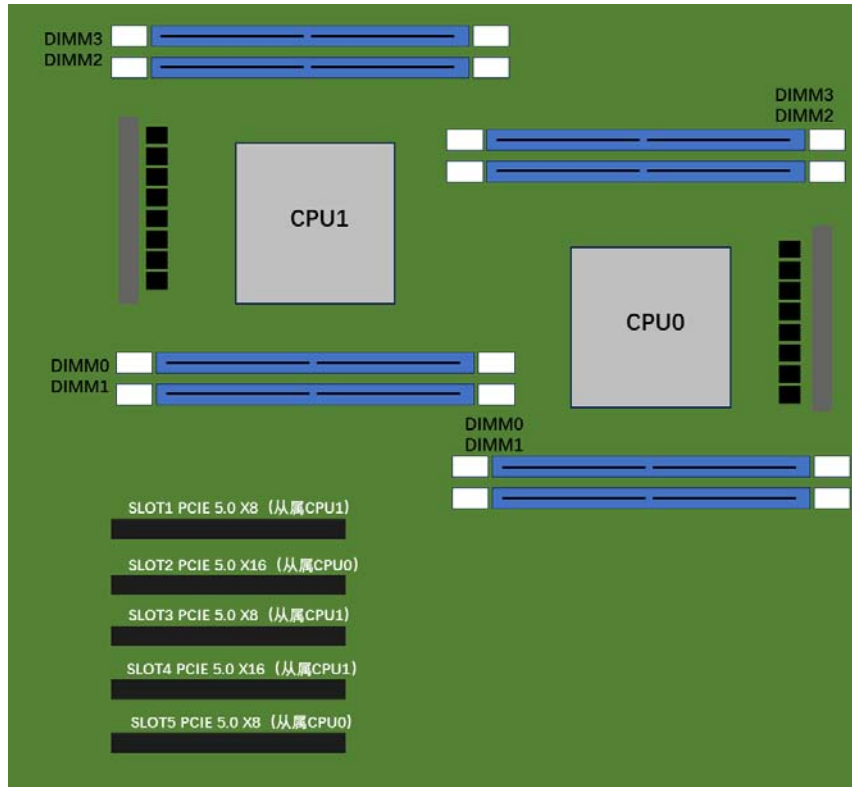 DIMM3
DIMM2
DIMM3
DIMM2
CPU1
CPU0
DIMM0
DIMM1
DIMM0
DIMM1
SLOT1 PCIE 5.0 X8（从属CPU1）
SLOT2 PCIE 5.0 X16（从属CPU0）
SLOT3 PCIE 5.0 X8（从属CPU1）
SLOT4 PCIE 5.0 X16（从属CPU1）
SLOT5 PCIE 5.0 X8（从属CPU0）